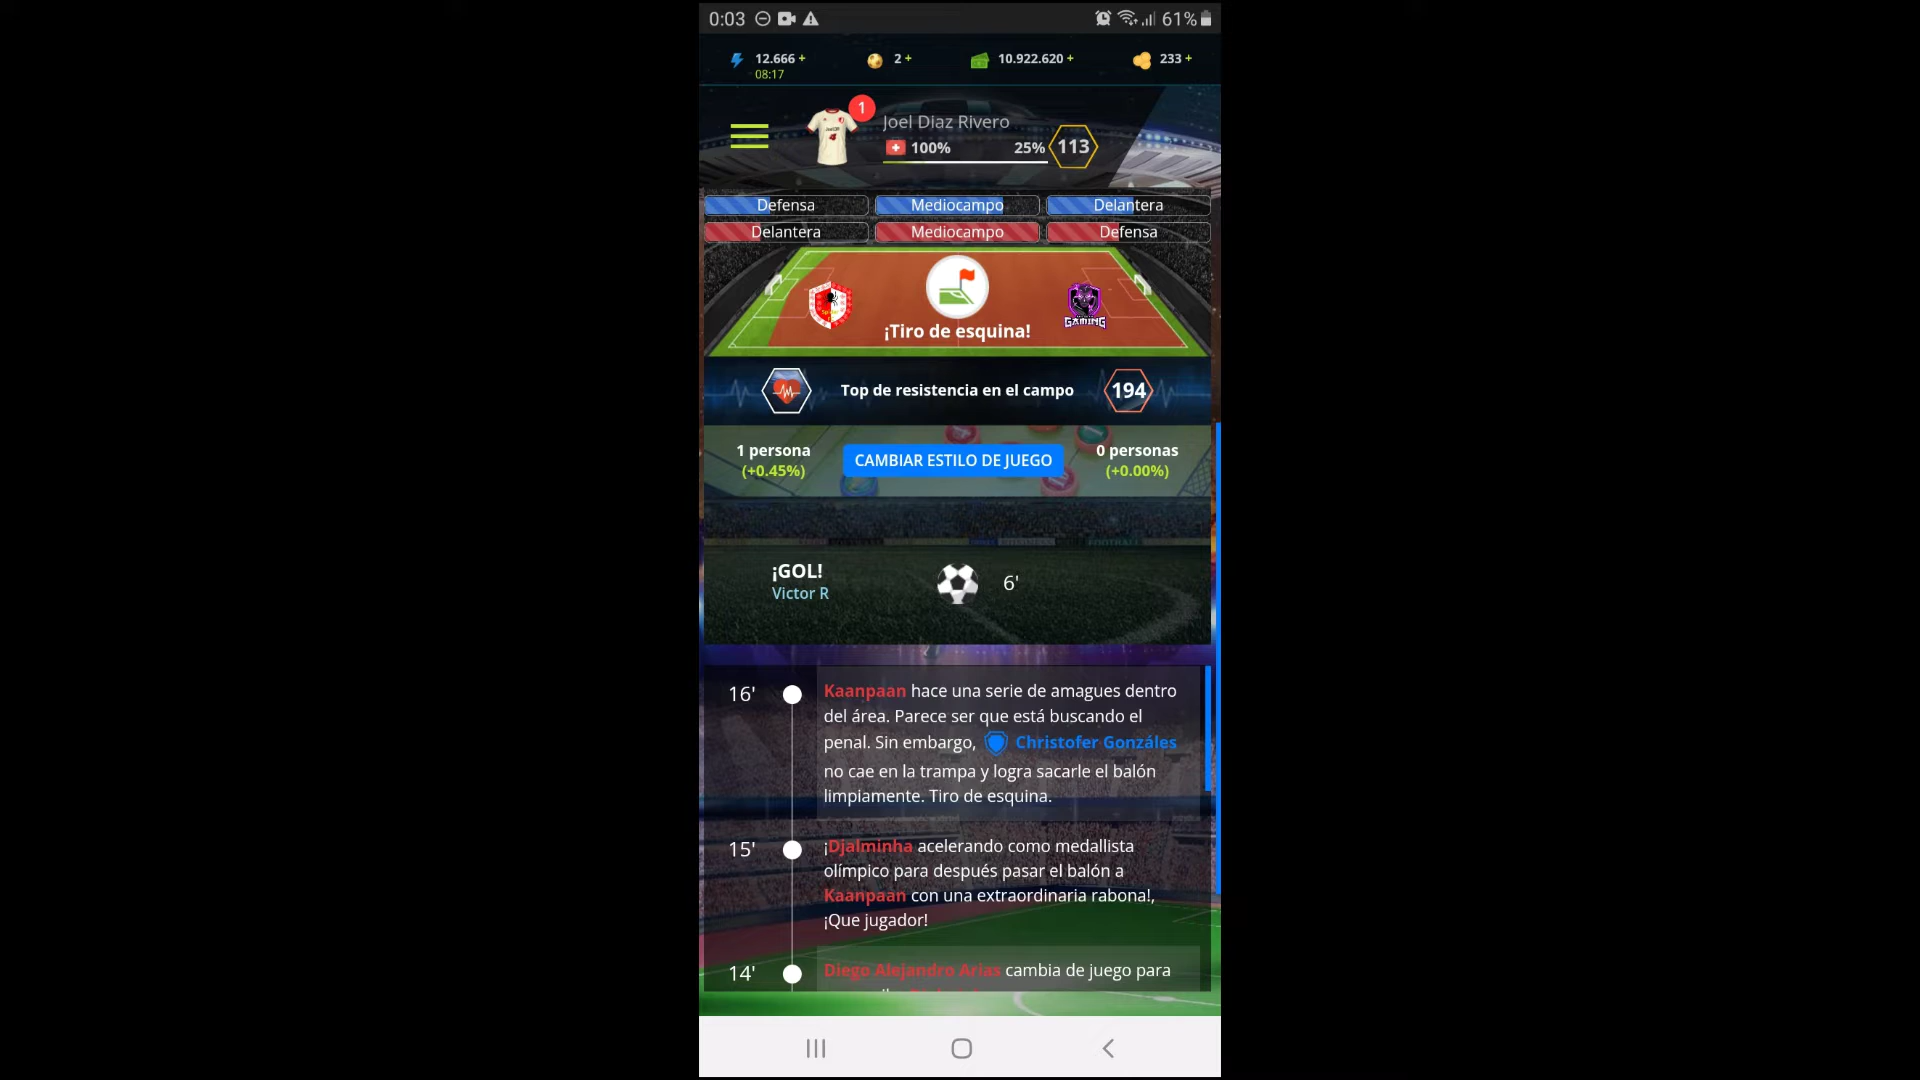 0:03 61%
12.666 + 2 + 10.922.620 + 233 +
08:17
1
Joel Diaz Rivero
100% 25% 113
Defensa Mediocampo Delantera
Delantera Mediocampo Defensa
GAMING
¡Tiro de esquina!
Top de resistencia en el campo 194
1 persona CAMBIAR ESTILO DE JUEGO 0 personas
(+0.45%) (+0.00%)
¡GOL!
Victor R 6'
16' Kaanpaan hace una serie de amagues dentro
del área. Parece ser que está buscando el
penal. Sin embargo, Christofer Gonzáles
no cae en la trampa y logra sacarle el balón
limpiamente. Tiro de esquina.
15' ¡Djalminha acelerando como medallista
olímpico para después pasar el balón a
Kaanpaan con una extraordinaria rabona!,
¡Que jugador!
14' Diego Alejandro Arias cambia de juego para